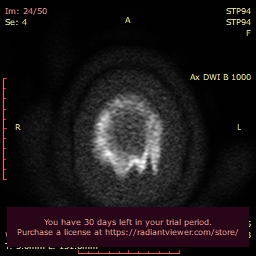 Im: 24/50
Se: 4
A
STP94
STP94
F
Ax DWI B 1000
R
L
You have 30 days left in your trial period.
Purchase a license at https://radiantviewer.com/store/